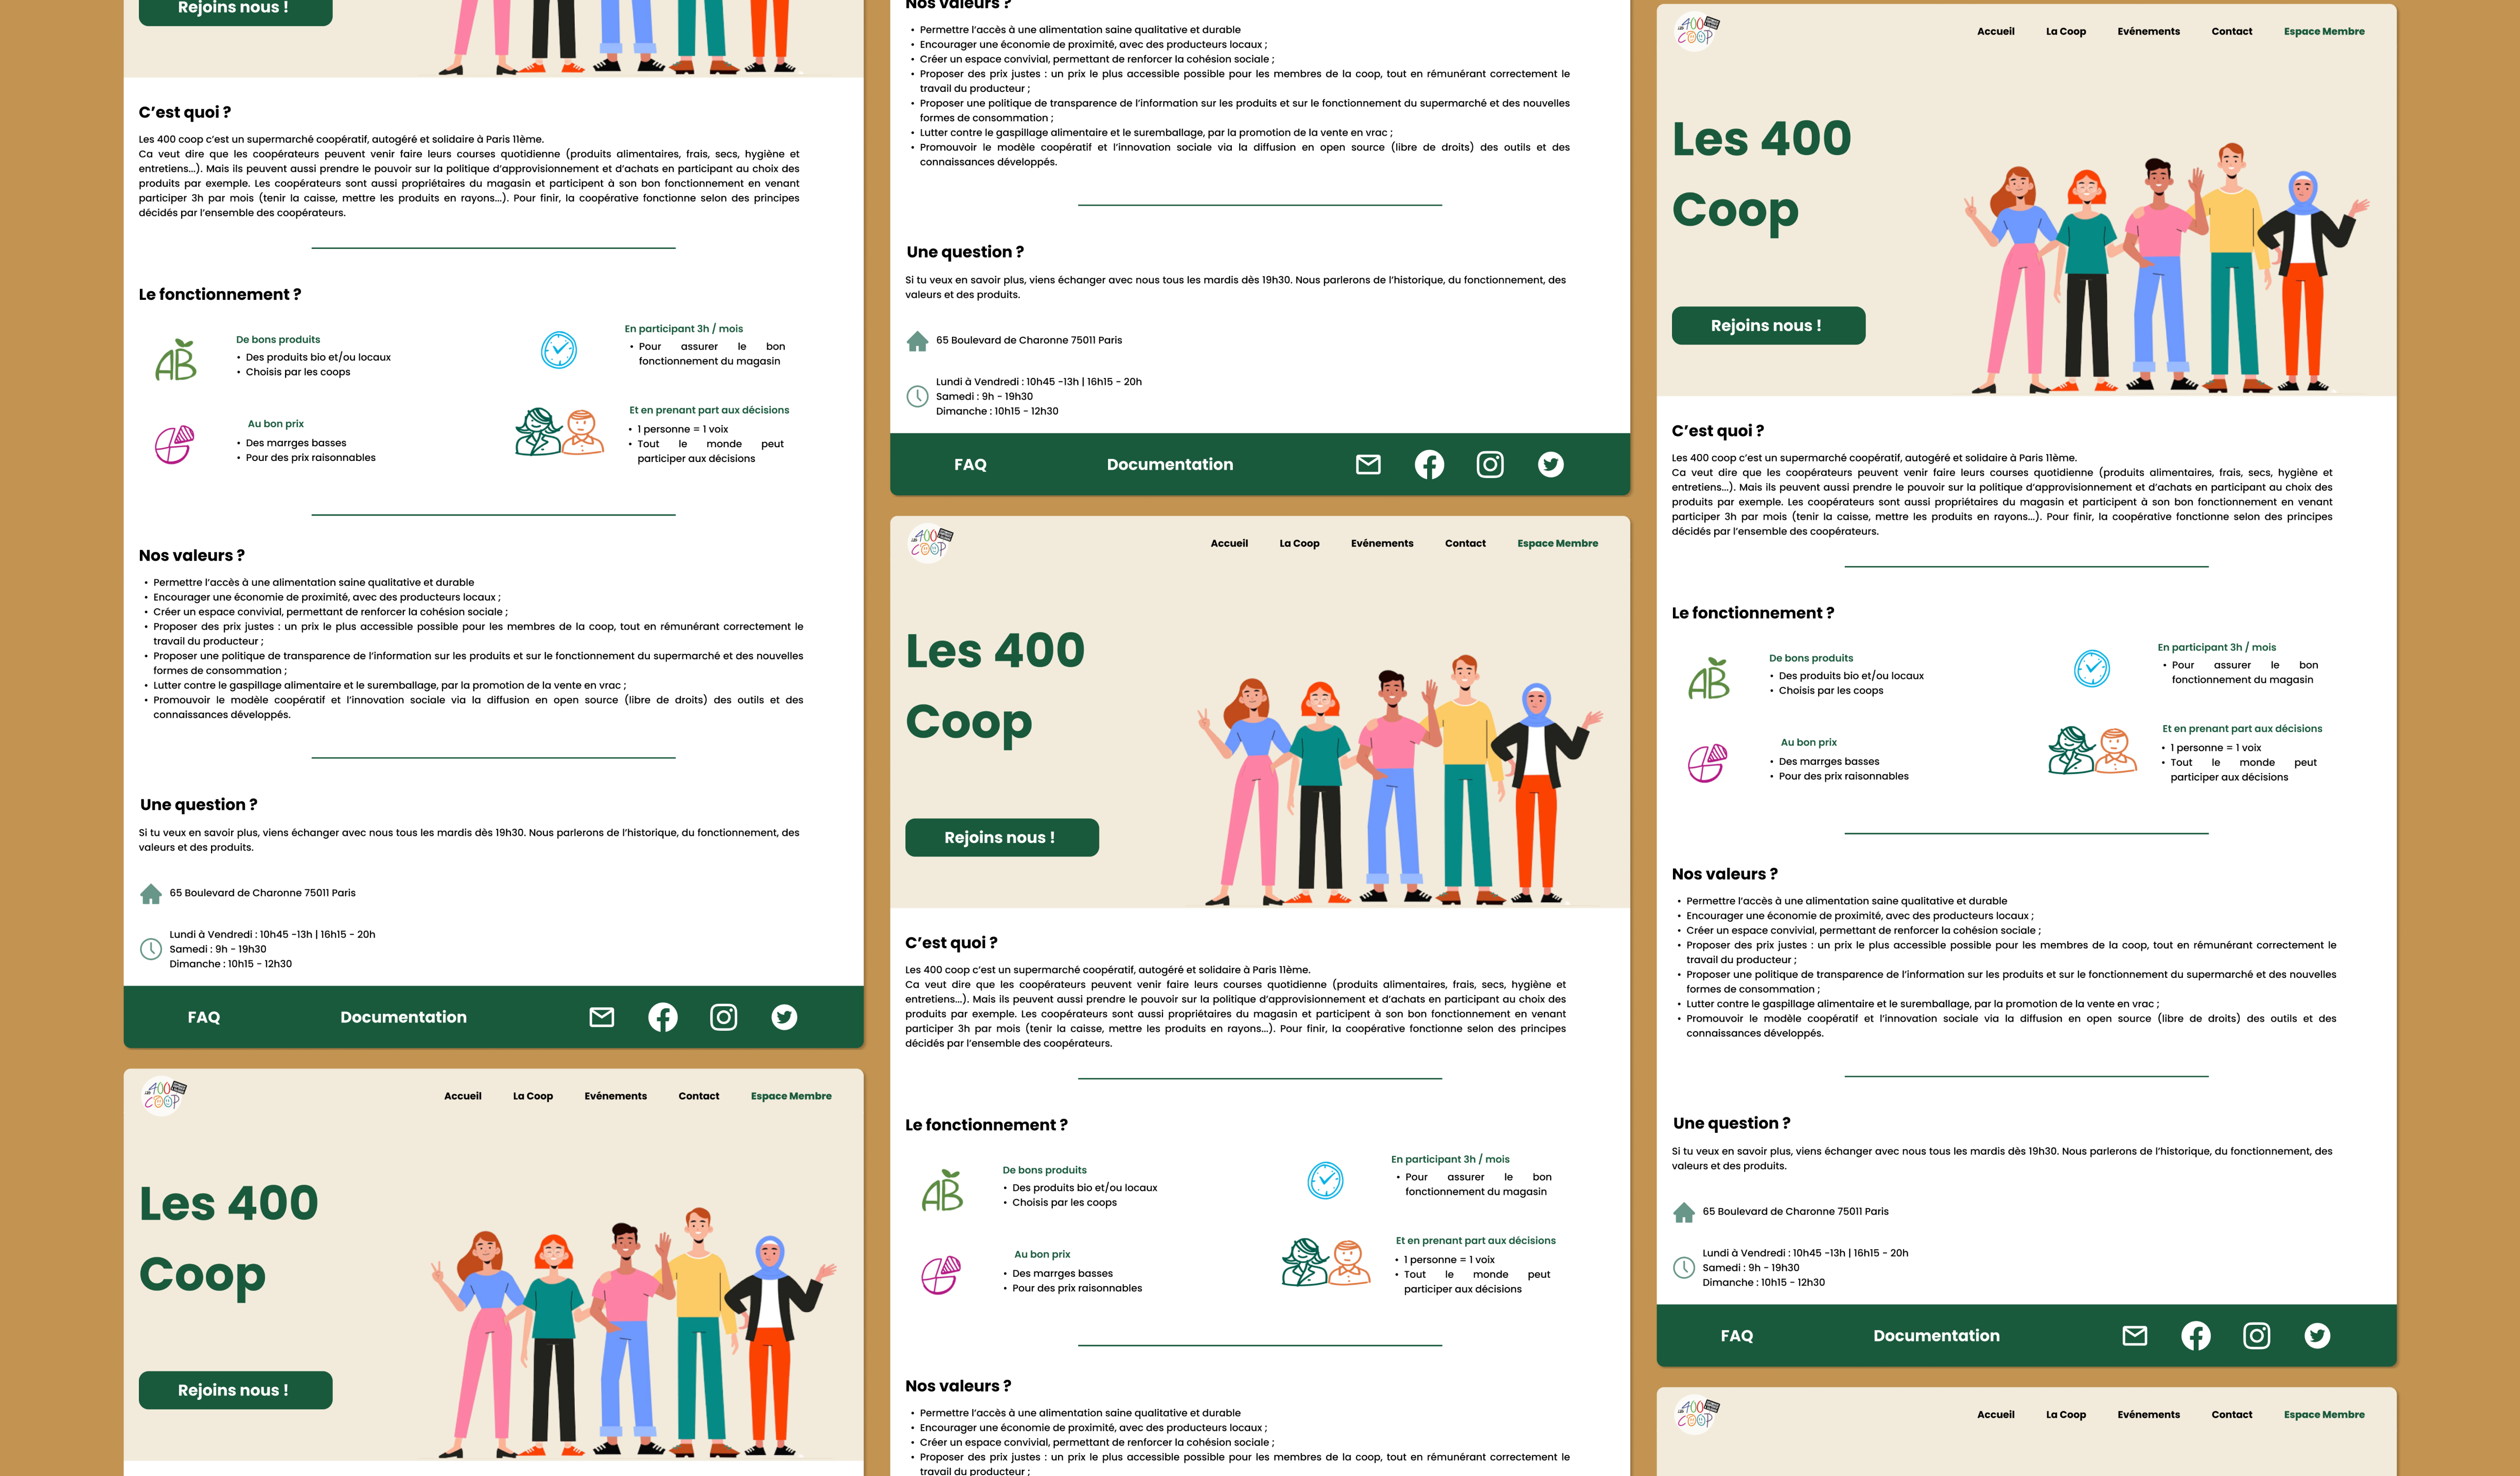 Rejoins nous !
C’est quoi ?
Les 400 coop c’est un supermarché coopératif, autogéré et solidaire à Paris 11ème.
Ca veut dire que les coopérateurs peuvent venir faire leurs courses quotidienne (produits alimentaires, frais, secs, hygiène et
entretiens...). Mais ils peuvent aussi prendre le pouvoir sur la politique d’approvisionnement et d’achats en participant au choix des
produits par exemple. Les coopérateurs sont aussi propriétaires du magasin et participent à son bon fonctionnement en venant
participer 3h par mois (tenir la caisse, mettre les produits en rayons...). Pour finir, la coopérative fonctionne selon des principes
décidés par l’ensemble des coopérateurs.
Le fonctionnement ?
De bons produits
• Des produits bio et/ou locaux
• Choisis par les coops
En participant 3h / mois
• Pour assurer le bon
fonctionnement du magasin
Au bon prix
• Des marrges basses
• Pour des prix raisonnables
Et en prenant part aux décisions
• 1 personne = 1 voix
• Tout le monde peut
participer aux décisions
Nos valeurs ?
• Permettre l’accès à une alimentation saine qualitative et durable
• Encourager une économie de proximité, avec des producteurs locaux ;
• Créer un espace convivial, permettant de renforcer la cohésion sociale ;
• Proposer des prix justes : un prix le plus accessible possible pour les membres de la coop, tout en rémunérant correctement le
travail du producteur ;
• Proposer une politique de transparence de l’information sur les produits et sur le fonctionnement du supermarché et des nouvelles
formes de consommation ;
• Lutter contre le gaspillage alimentaire et le suremballage, par la promotion de la vente en vrac ;
• Promouvoir le modèle coopératif et l’innovation sociale via la diffusion en open source (libre de droits) des outils et des
connaissances développés.
Une question ?
Si tu veux en savoir plus, viens échanger avec nous tous les mardis dès 19h30. Nous parlerons de l’historique, du fonctionnement, des
valeurs et des produits.
65 Boulevard de Charonne 75011 Paris
Lundi à Vendredi : 10h45 -13h | 16h15 - 20h
Samedi : 9h - 19h30
Dimanche : 10h15 - 12h30
FAQ Documentation
400 COOP
Accueil La Coop Evénements Contact Espace Membre
Les 400
Coop
Rejoins nous !
Nos valeurs ?
• Permettre l’accès à une alimentation saine qualitative et durable
• Encourager une économie de proximité, avec des producteurs locaux ;
• Créer un espace convivial, permettant de renforcer la cohésion sociale ;
• Proposer des prix justes : un prix le plus accessible possible pour les membres de la coop, tout en rémunérant correctement le
travail du producteur ;
• Proposer une politique de transparence de l’information sur les produits et sur le fonctionnement du supermarché et des nouvelles
formes de consommation ;
• Lutter contre le gaspillage alimentaire et le suremballage, par la promotion de la vente en vrac ;
• Promouvoir le modèle coopératif et l’innovation sociale via la diffusion en open source (libre de droits) des outils et des
connaissances développés.
Une question ?
Si tu veux en savoir plus, viens échanger avec nous tous les mardis dès 19h30. Nous parlerons de l’historique, du fonctionnement, des
valeurs et des produits.
65 Boulevard de Charonne 75011 Paris
Lundi à Vendredi : 10h45 -13h | 16h15 - 20h
Samedi : 9h - 19h30
Dimanche : 10h15 - 12h30
FAQ Documentation
400 COOP
Accueil La Coop Evénements Contact Espace Membre
Les 400
Coop
Rejoins nous !
C’est quoi ?
Les 400 coop c’est un supermarché coopératif, autogéré et solidaire à Paris 11ème.
Ca veut dire que les coopérateurs peuvent venir faire leurs courses quotidienne (produits alimentaires, frais, secs, hygiène et
entretiens...). Mais ils peuvent aussi prendre le pouvoir sur la politique d’approvisionnement et d’achats en participant au choix des
produits par exemple. Les coopérateurs sont aussi propriétaires du magasin et participent à son bon fonctionnement en venant
participer 3h par mois (tenir la caisse, mettre les produits en rayons...). Pour finir, la coopérative fonctionne selon des principes
décidés par l’ensemble des coopérateurs.
Le fonctionnement ?
De bons produits
• Des produits bio et/ou locaux
• Choisis par les coops
En participant 3h / mois
• Pour assurer le bon
fonctionnement du magasin
Au bon prix
• Des marrges basses
• Pour des prix raisonnables
Et en prenant part aux décisions
• 1 personne = 1 voix
• Tout le monde peut
participer aux décisions
Nos valeurs ?
• Permettre l’accès à une alimentation saine qualitative et durable
• Encourager une économie de proximité, avec des producteurs locaux ;
• Créer un espace convivial, permettant de renforcer la cohésion sociale ;
• Proposer des prix justes : un prix le plus accessible possible pour les membres de la coop, tout en rémunérant correctement le
travail du producteur ;
400 COOP
Accueil La Coop Evénements Contact Espace Membre
Les 400
Coop
Rejoins nous !
C’est quoi ?
Les 400 coop c’est un supermarché coopératif, autogéré et solidaire à Paris 11ème.
Ca veut dire que les coopérateurs peuvent venir faire leurs courses quotidienne (produits alimentaires, frais, secs, hygiène et
entretiens...). Mais ils peuvent aussi prendre le pouvoir sur la politique d’approvisionnement et d’achats en participant au choix des
produits par exemple. Les coopérateurs sont aussi propriétaires du magasin et participent à son bon fonctionnement en venant
participer 3h par mois (tenir la caisse, mettre les produits en rayons...). Pour finir, la coopérative fonctionne selon des principes
décidés par l’ensemble des coopérateurs.
Le fonctionnement ?
De bons produits
• Des produits bio et/ou locaux
• Choisis par les coops
En participant 3h / mois
• Pour assurer le bon
fonctionnement du magasin
Au bon prix
• Des marrges basses
• Pour des prix raisonnables
Et en prenant part aux décisions
• 1 personne = 1 voix
• Tout le monde peut
participer aux décisions
Nos valeurs ?
• Permettre l’accès à une alimentation saine qualitative et durable
• Encourager une économie de proximité, avec des producteurs locaux ;
• Créer un espace convivial, permettant de renforcer la cohésion sociale ;
• Proposer des prix justes : un prix le plus accessible possible pour les membres de la coop, tout en rémunérant correctement le
travail du producteur ;
• Proposer une politique de transparence de l’information sur les produits et sur le fonctionnement du supermarché et des nouvelles
formes de consommation ;
• Lutter contre le gaspillage alimentaire et le suremballage, par la promotion de la vente en vrac ;
• Promouvoir le modèle coopératif et l’innovation sociale via la diffusion en open source (libre de droits) des outils et des
connaissances développés.
Une question ?
Si tu veux en savoir plus, viens échanger avec nous tous les mardis dès 19h30. Nous parlerons de l’historique, du fonctionnement, des
valeurs et des produits.
65 Boulevard de Charonne 75011 Paris
Lundi à Vendredi : 10h45 -13h | 16h15 - 20h
Samedi : 9h - 19h30
Dimanche : 10h15 - 12h30
FAQ Documentation
400 COOP
Accueil La Coop Evénements Contact Espace Membre